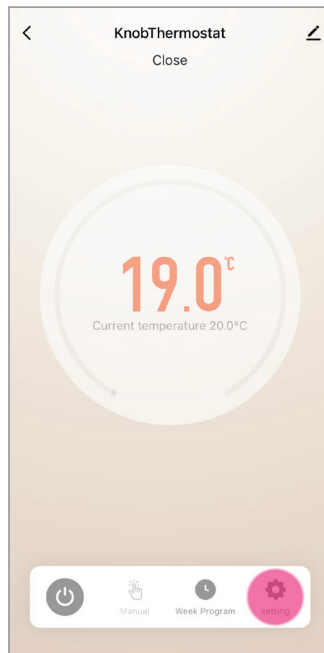 KnobThermostat
Close
19.0℃
Current temperature 20.0°C
Manual
Week Program
setting